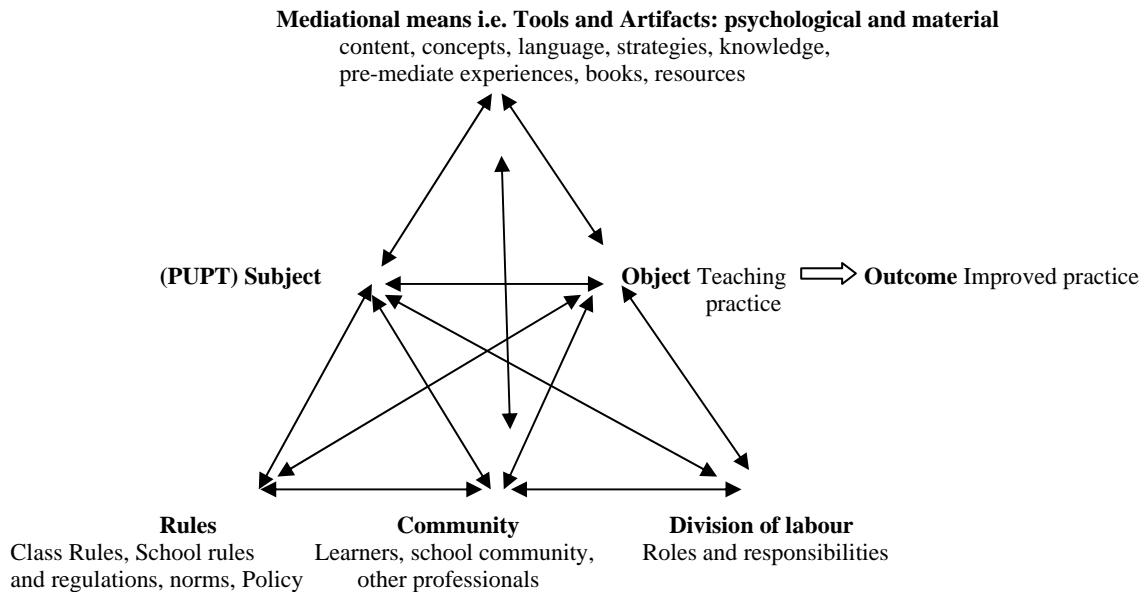 Mediational means i.e. Tools and Artifacts: psychological and material
content, concepts, language, strategies, knowledge,
pre-mediate experiences, books, resources
(PUPT) Subject
Object Teaching
practice
Outcome Improved practice
Rules
Class Rules, School rules
and regulations, norms, Policy
Community
Learners, school community,
other professionals
Division of labour
Roles and responsibilities